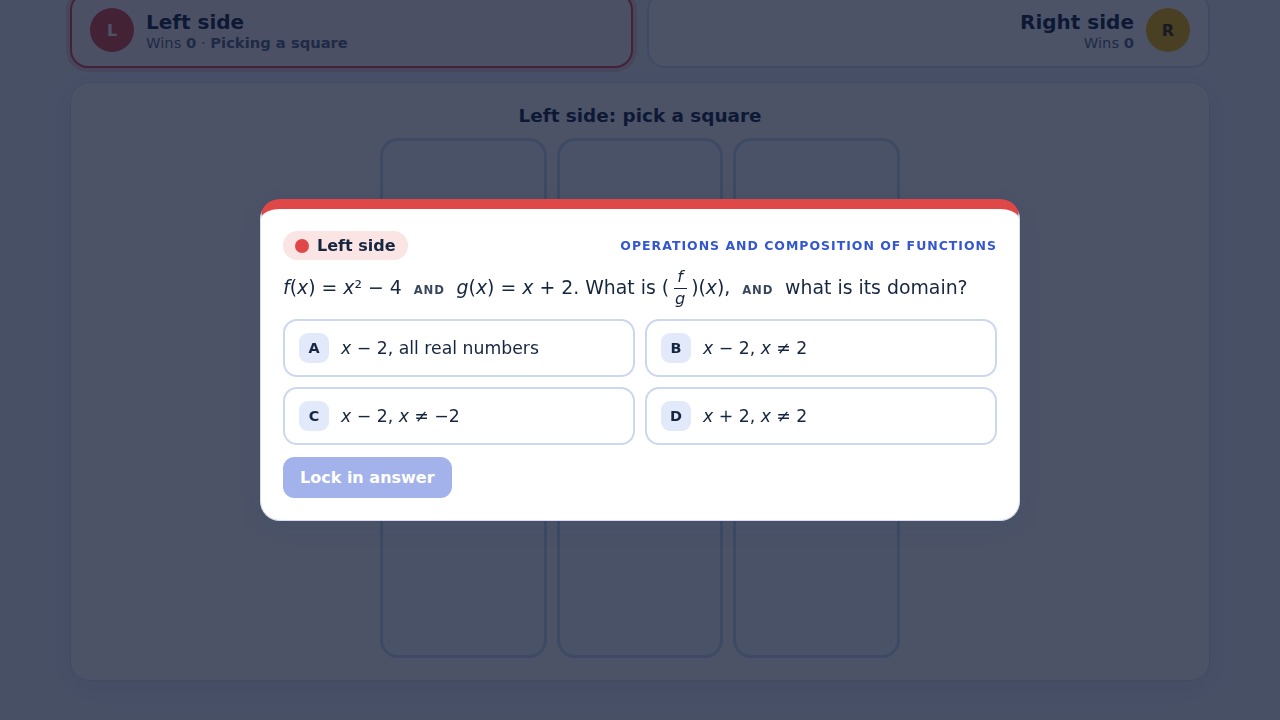 L
Left side
Wins 0 · Picking a square
Right side
Wins 0
R
Left side: pick a square
Left side
OPERATIONS AND COMPOSITION OF FUNCTIONS
f(x) = x² − 4 AND g(x) = x + 2. What is (f/g)(x), AND what is its domain?
A x − 2, all real numbers
B x − 2, x ≠ 2
C x − 2, x ≠ −2
D x + 2, x ≠ 2
Lock in answer